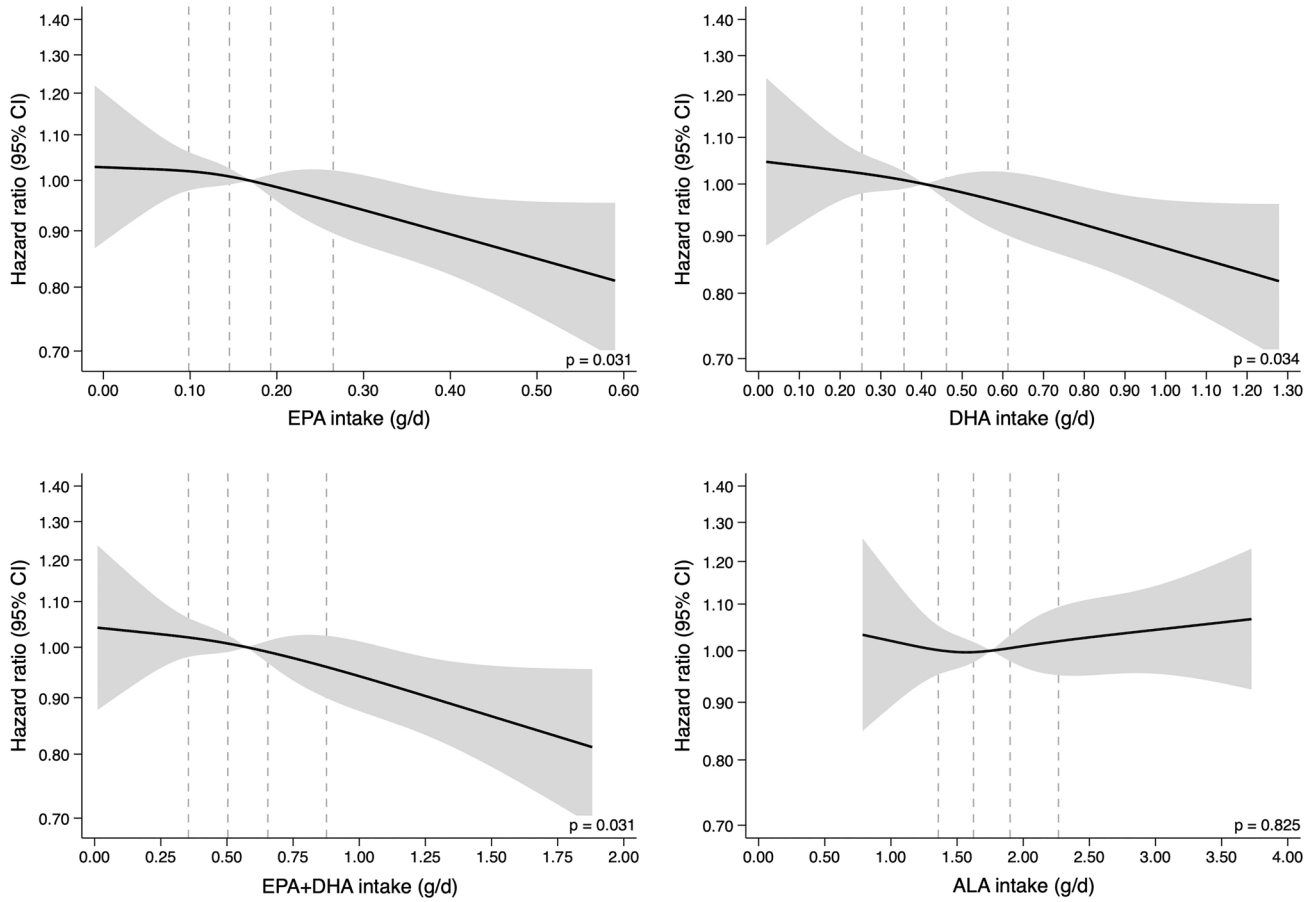 Hazard ratio (95% CI)
1.40
1.30
1.20
1.10
1.00
0.90
0.80
0.70
p = 0.031
0.00 0.10 0.20 0.30 0.40 0.50 0.60
EPA intake (g/d)
Hazard ratio (95% CI)
1.40
1.30
1.20
1.10
1.00
0.90
0.80
0.70
p = 0.034
0.00 0.10 0.20 0.30 0.40 0.50 0.60 0.70 0.80 0.90 1.00 1.10 1.20 1.30
DHA intake (g/d)
Hazard ratio (95% CI)
1.40
1.30
1.20
1.10
1.00
0.90
0.80
0.70
p = 0.031
0.00 0.25 0.50 0.75 1.00 1.25 1.50 1.75 2.00
EPA+DHA intake (g/d)
Hazard ratio (95% CI)
1.40
1.30
1.20
1.10
1.00
0.90
0.80
0.70
p = 0.825
0.00 0.50 1.00 1.50 2.00 2.50 3.00 3.50 4.00
ALA intake (g/d)